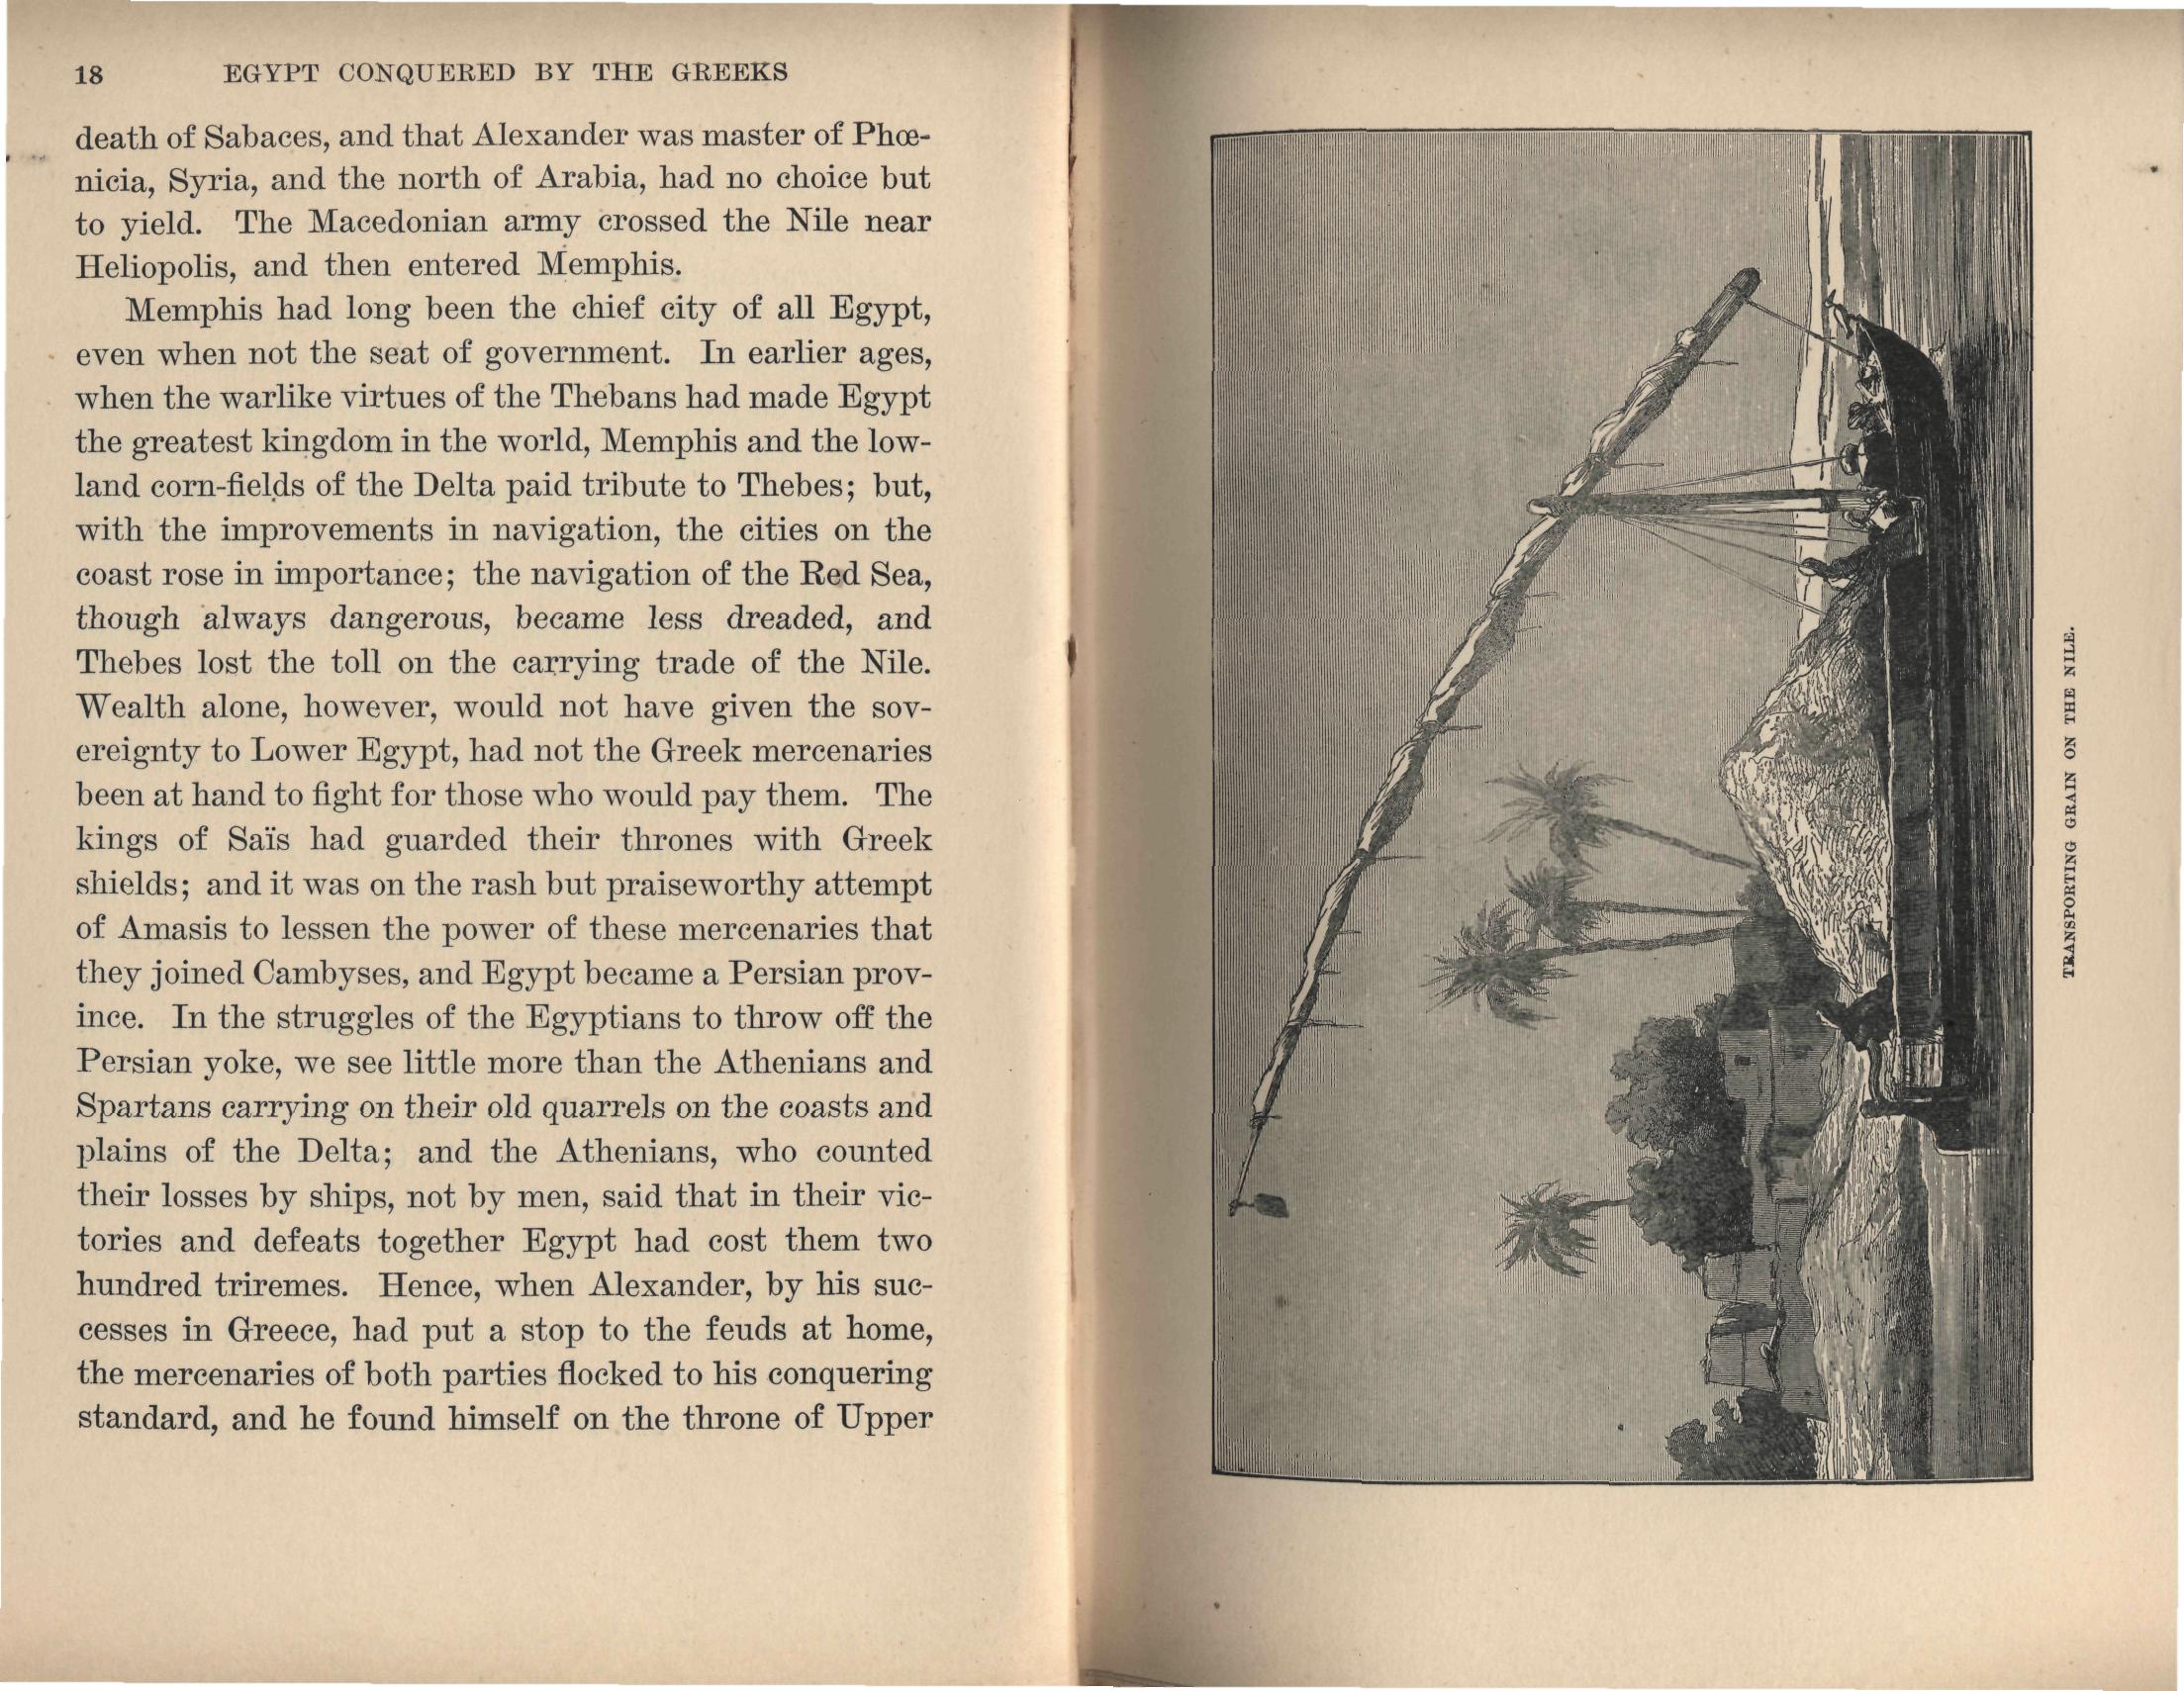 18 EGYPT CONQUERED BY THE GREEKS
death of Sabaces, and that Alexander was master of Phœ-
nicia, Syria, and the north of Arabia, had no choice but
to yield. The Macedonian army crossed the Nile near
Heliopolis, and then entered Memphis.
Memphis had long been the chief city of all Egypt,
even when not the seat of government. In earlier ages,
when the warlike virtues of the Thebans had made Egypt
the greatest kingdom in the world, Memphis and the low-
land corn-fields of the Delta paid tribute to Thebes; but,
with the improvements in navigation, the cities on the
coast rose in importance; the navigation of the Red Sea,
though always dangerous, became less dreaded, and
Thebes lost the toll on the carrying trade of the Nile.
Wealth alone, however, would not have given the sov-
ereignty to Lower Egypt, had not the Greek mercenaries
been at hand to fight for those who would pay them. The
kings of Saïs had guarded their thrones with Greek
shields; and it was on the rash but praiseworthy attempt
of Amasis to lessen the power of these mercenaries that
they joined Cambyses, and Egypt became a Persian prov-
ince. In the struggles of the Egyptians to throw off the
Persian yoke, we see little more than the Athenians and
Spartans carrying on their old quarrels on the coasts and
plains of the Delta; and the Athenians, who counted
their losses by ships, not by men, said that in their vic-
tories and defeats together Egypt had cost them two
hundred triremes. Hence, when Alexander, by his suc-
cesses in Greece, had put a stop to the feuds at home,
the mercenaries of both parties flocked to his conquering
standard, and he found himself on the throne of Upper
TRANSPORTING GRAIN ON THE NILE.